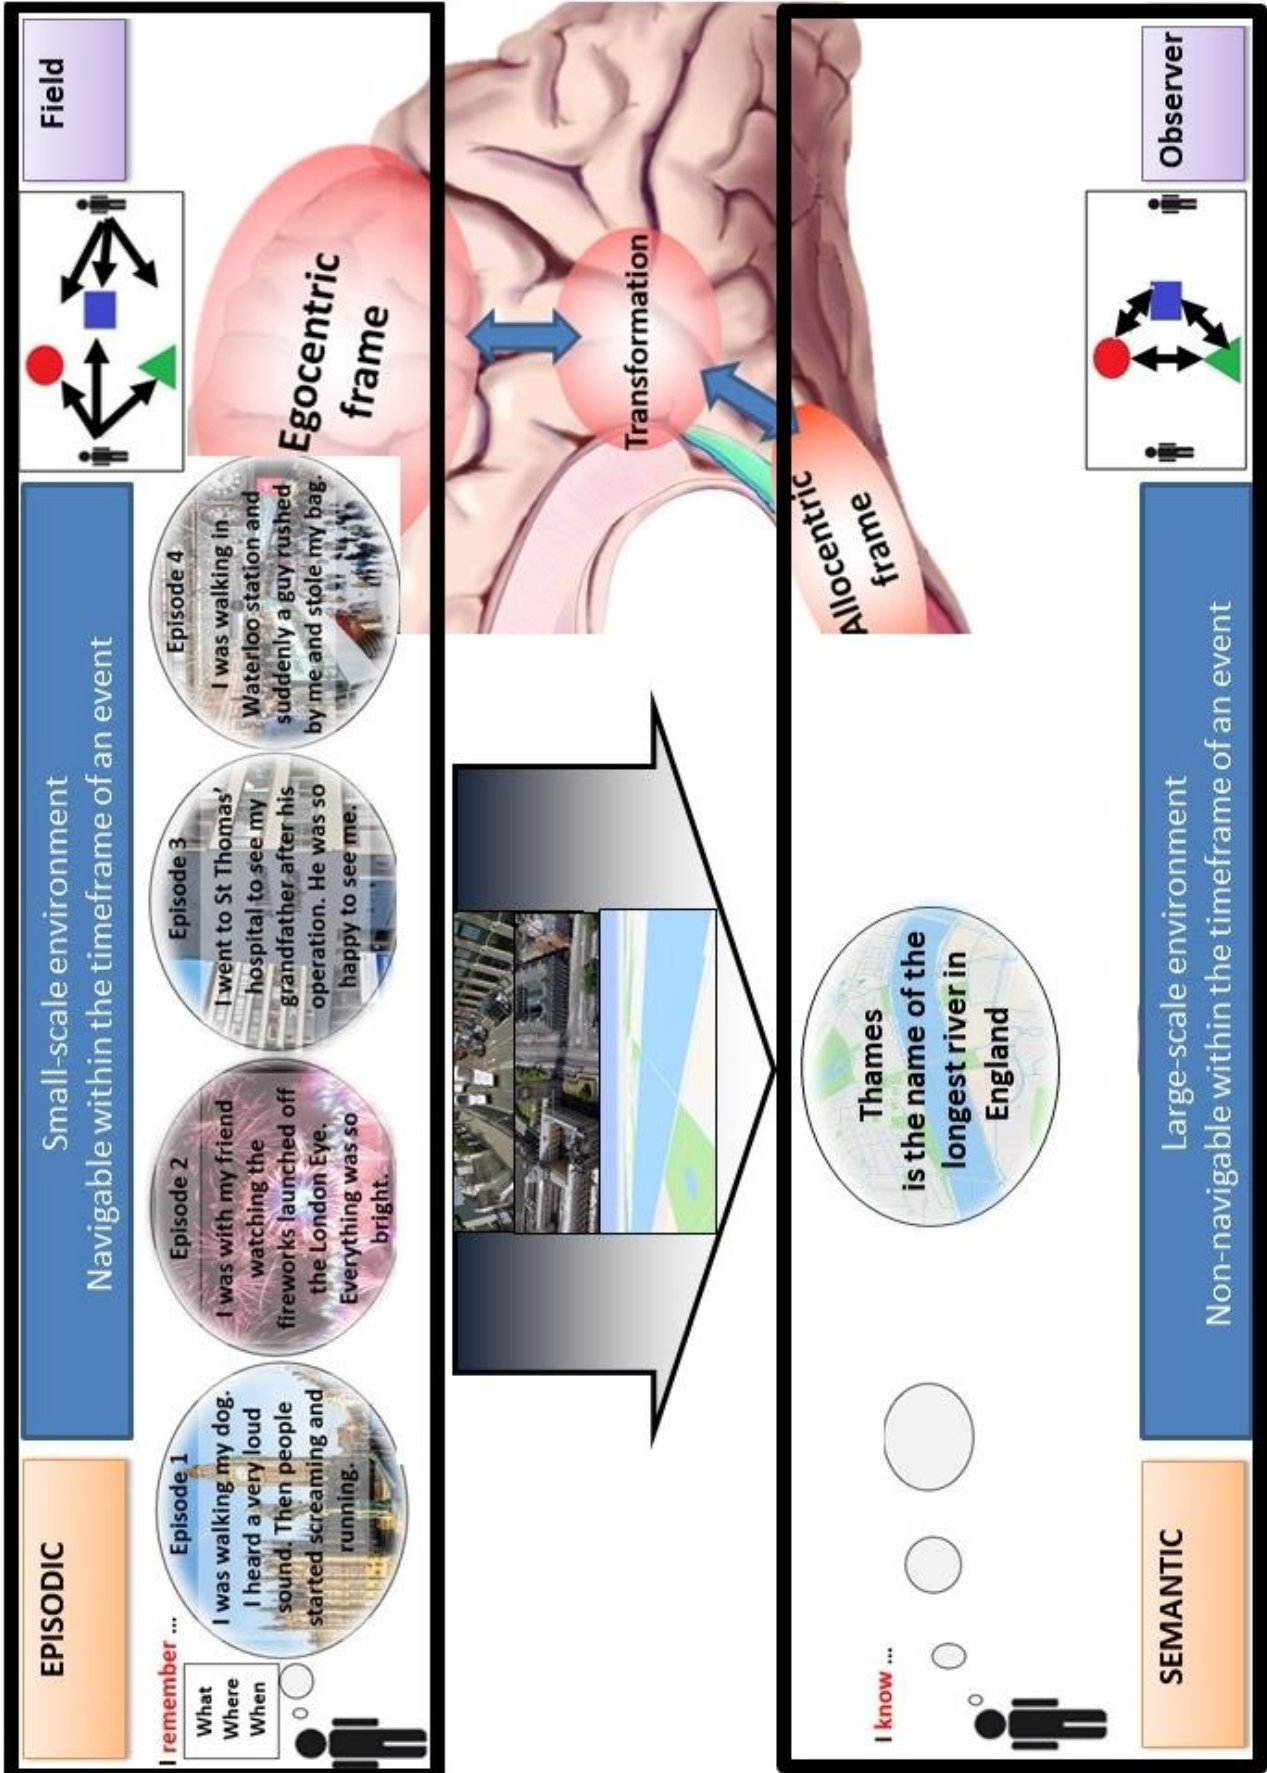 EPISODIC
Small-scale environment
Navigable within the timeframe of an event
Field
I remember ...
What
Where
When
Episode 1
I was walking my dog.
I heard a very loud
sound. Then people
started screaming and
running.
Episode 2
I was with my friend
watching the
fireworks launched off
the London Eye.
Everything was so
bright.
Episode 3
I went to St Thomas'
hospital to see my
grandfather after his
operation. He was so
happy to see me.
Episode 4
I was walking in
Waterloo station and
suddenly a guy rushed
by me and stole my bag.
Egocentric
frame
Transformation
Allocentric
frame
I know ...
Thames
is the name of the
longest river in
England
SEMANTIC
Large-scale environment
Non-navigable within the timeframe of an event
Observer